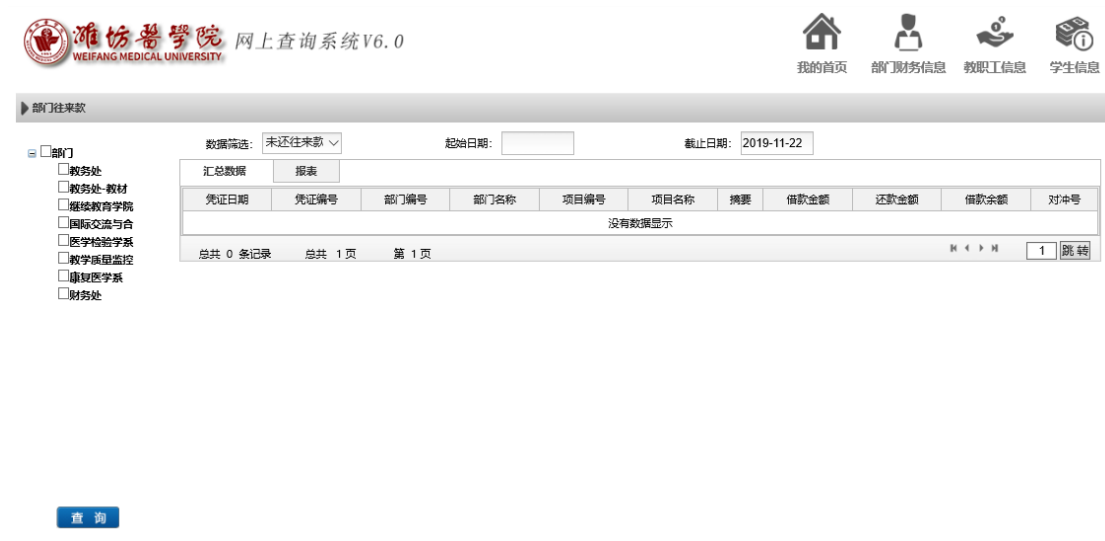 濰坊醫學院 网上查询系统V6.0
WEIFANG MEDICAL UNIVERSITY
我的首页 部门财务信息 教职工信息 学生信息
部门往来款
部门
教务处
教务处-教材
继续教育学院
国际交流与合
医学检验学系
教学质量监控
康复医学系
财务处
查 询
数据筛选: 未还往来款 起始日期: 截止日期: 2019-11-22
汇总数据 报表
凭证日期 凭证编号 部门编号 部门名称 项目编号 项目名称 摘要 借款金额 还款金额 借款余额 对冲号
没有数据显示
总共 0 条记录 总共 1 页 第 1 页 1 跳 转